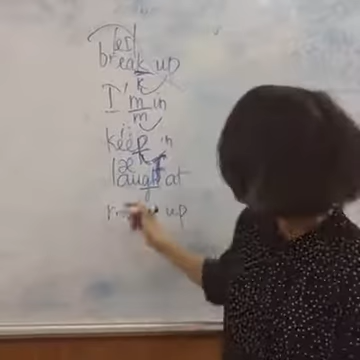 break up
I'm in
m
keep in
laugh at
up